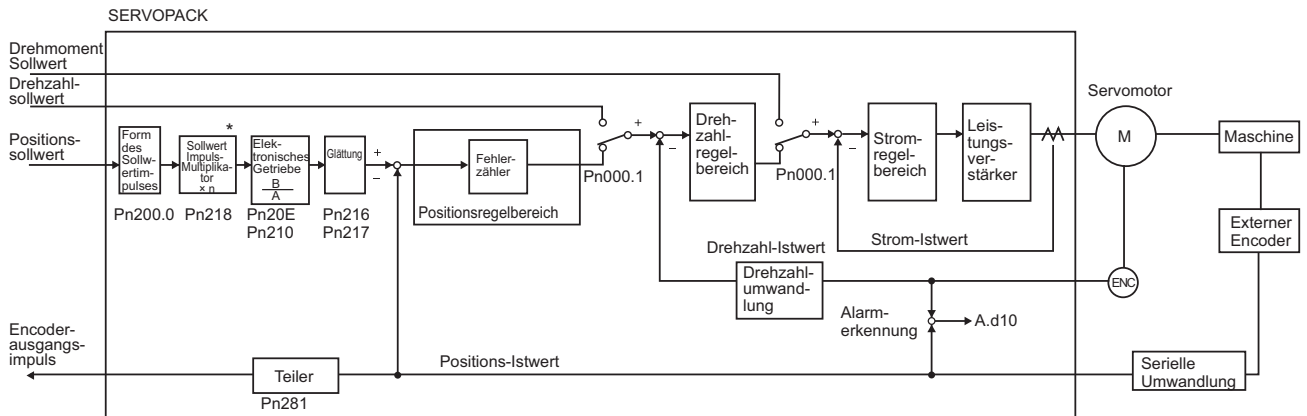 SERVOPACK
Drehmoment
Sollwert
Drehzahl-
sollwert
Positions-
sollwert
Form
des
Sollw-
ertim-
pulses
Pn200.0
*
Sollwert
Impuls-
Multiplika-
tor
× n
Pn218
Elek-
tronisches
Getriebe
B
A
Pn20E
Pn210
Glättung
Pn216
Pn217
+
−
Fehler-
zähler
Positionsregelbereich
Pn000.1
+
−
Dreh-
zahl-
regel-
bereich
Pn000.1
+
−
Strom-
regel-
bereich
Leis-
tungs-
ver-
stärker
Servomotor
M
Maschine
Externer
Encoder
Strom-Istwert
Drehzahl-Istwert
Drehzahl-
umwand-
lung
ENC
Alarm-
erkennung
A.d10
Encoder-
ausgangs-
impuls
Teiler
Pn281
Positions-Istwert
Serielle
Umwandlung